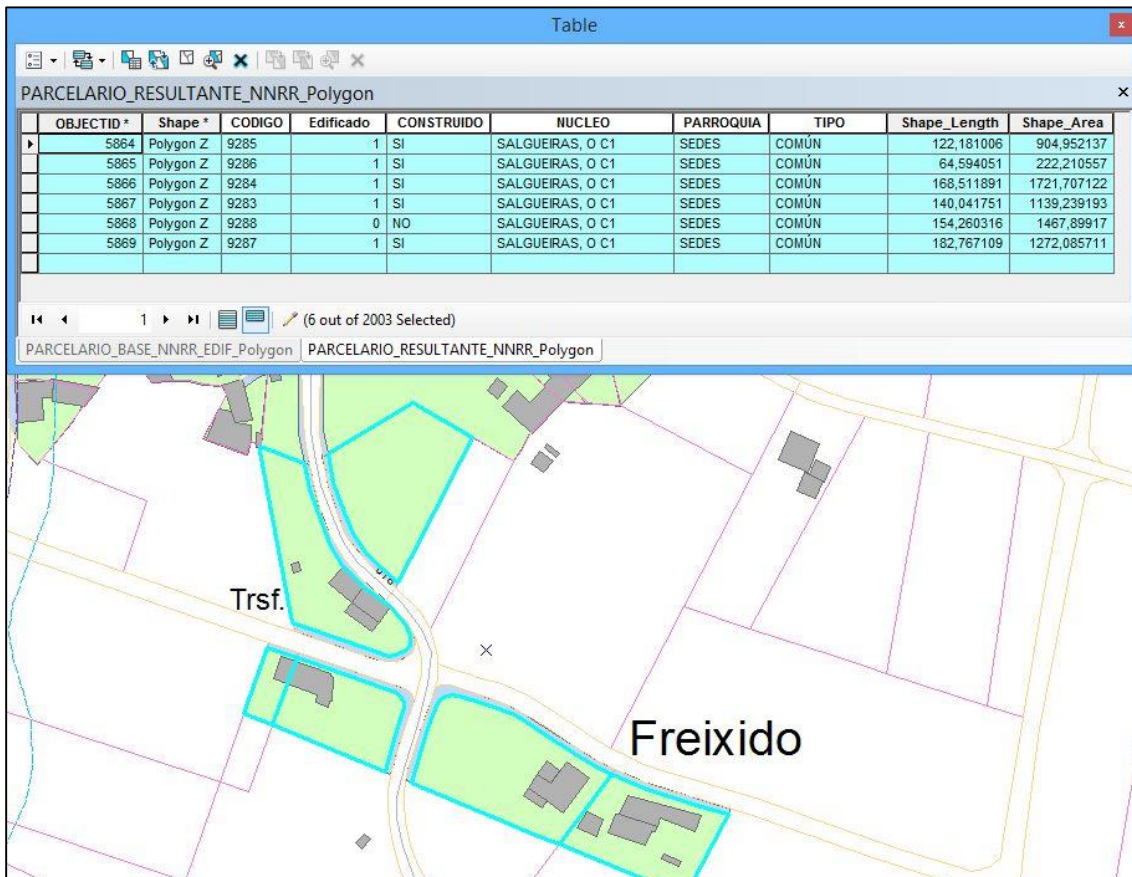 Table
x
PARCELARIO_RESULTANTE_NNRR_Polygon ×
OBJECTID * Shape * CODIGO Edificado CONSTRUIDO NUCLEO PARROQUIA TIPO Shape_Length Shape_Area
5864 Polygon Z 9285 1 SI SALGUEIRAS, O C1 SEDES COMÚN 122,181006 904,952137
5865 Polygon Z 9286 1 SI SALGUEIRAS, O C1 SEDES COMÚN 64,594051 222,210557
5866 Polygon Z 9284 1 SI SALGUEIRAS, O C1 SEDES COMÚN 168,511891 1721,707122
5867 Polygon Z 9283 1 SI SALGUEIRAS, O C1 SEDES COMÚN 140,041751 1139,239193
5868 Polygon Z 9288 0 NO SALGUEIRAS, O C1 SEDES COMÚN 154,260316 1467,89917
5869 Polygon Z 9287 1 SI SALGUEIRAS, O C1 SEDES COMÚN 182,767109 1272,085711
1 (6 out of 2003 Selected)
PARCELARIO_BASE_NNRR_EDIF_Polygon PARCELARIO_RESULTANTE_NNRR_Polygon
Trsf.
Freixido